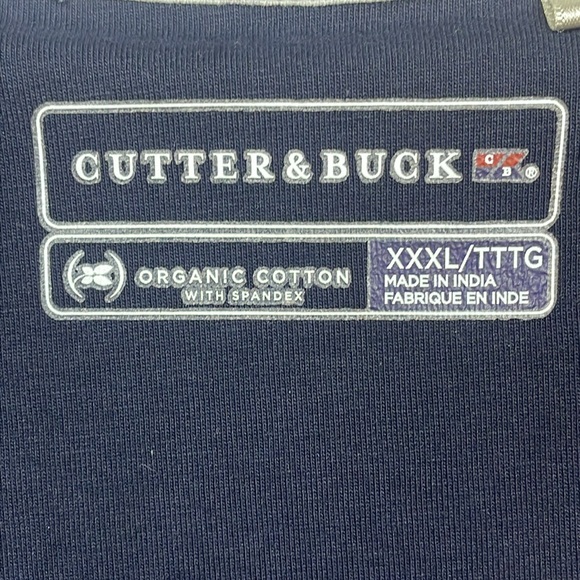 CUTTER & BUCK C B ®
ORGANIC COTTON
WITH SPANDEX
XXXL/TTTG
MADE IN INDIA
FABRIQUE EN INDE